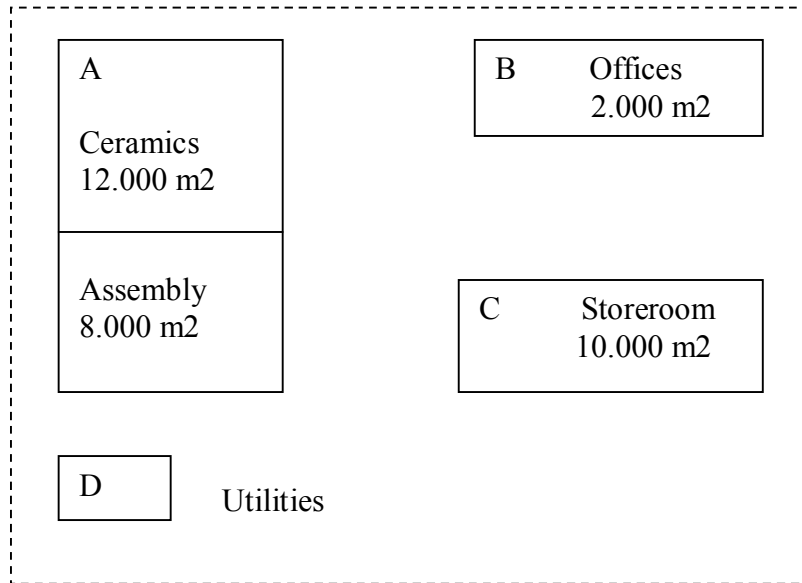 A
Ceramics
12.000 m2
Assembly
8.000 m2
B Offices
2.000 m2
C Storeroom
10.000 m2
D
Utilities